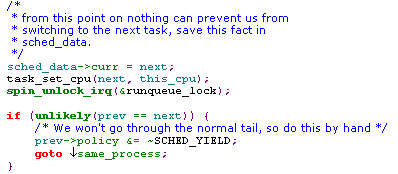 /*
 * from this point on nothing can prevent us from
 * switching to the next task, save this fact in
 * sched_data.
 */
sched_data->curr = next;
task_set_cpu(next, this_cpu);
spin_unlock_irq(&runqueue_lock);

if (unlikely(prev == next)) {
    /* We won't go through the normal tail, so do this by hand */
    prev->policy &= ~SCHED_YIELD;
    goto ↓same_process;
}